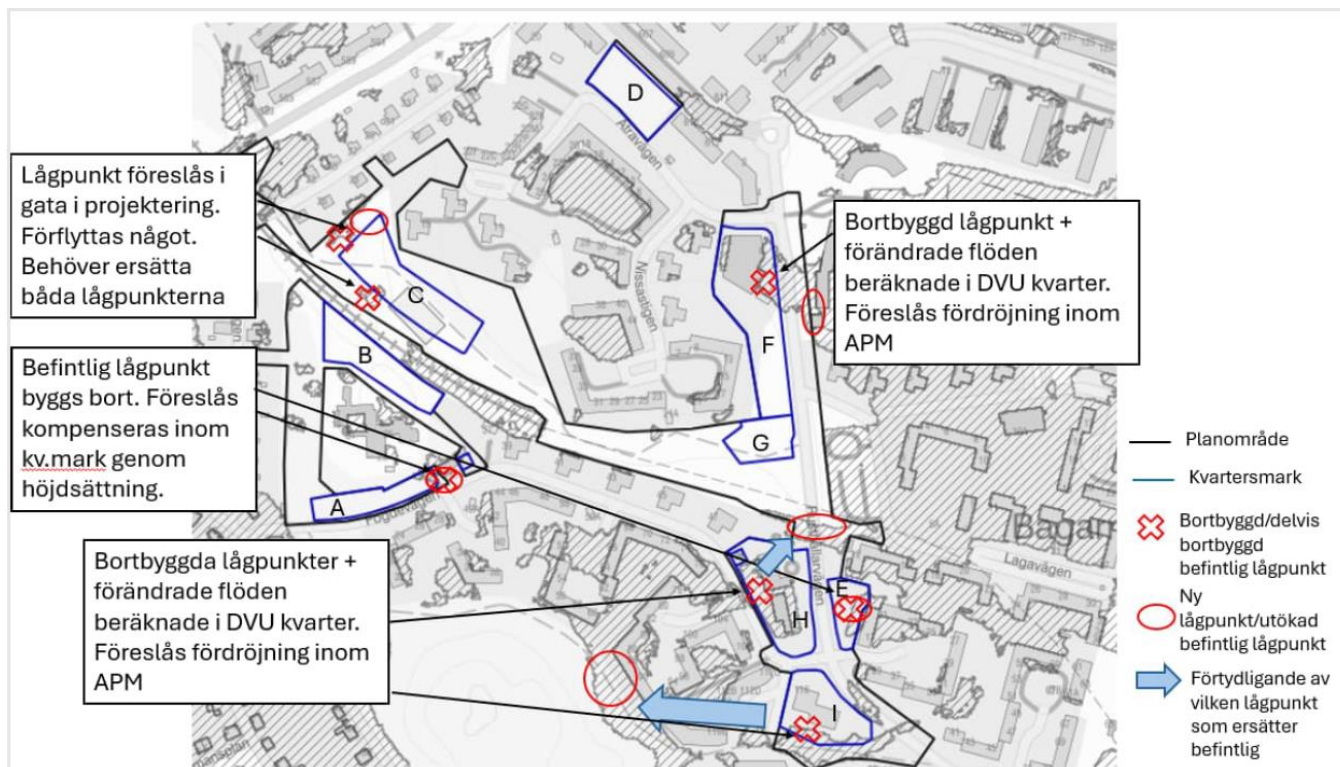 D
Ätravägen
Lågpunkt föreslås i
gata i projektering.
Förflyttas något.
Behöver ersätta
båda lågpunkterna
Bortbyggd lågpunkt +
förändrade flöden
beräknade i DVU kvarter.
Föreslås fördröjning inom
APM
Nissastigen
C
B
F
G
Befintlig lågpunkt
byggs bort. Föreslås
kompenseras inom
kv.mark genom
höjdsättning.
A
Bortbyggda lågpunkter +
förändrade flöden
beräknade i DVU kvarter.
Föreslås fördröjning inom
APM
Lagavägen
E
H
I
Planområde
Kvartersmark
Bortbyggd/delvis
bortbyggd
befintlig lågpunkt
Ny
lågpunkt/utökad
befintlig lågpunkt
Förtydligande av
vilken lågpunkt
som ersätter
befintlig